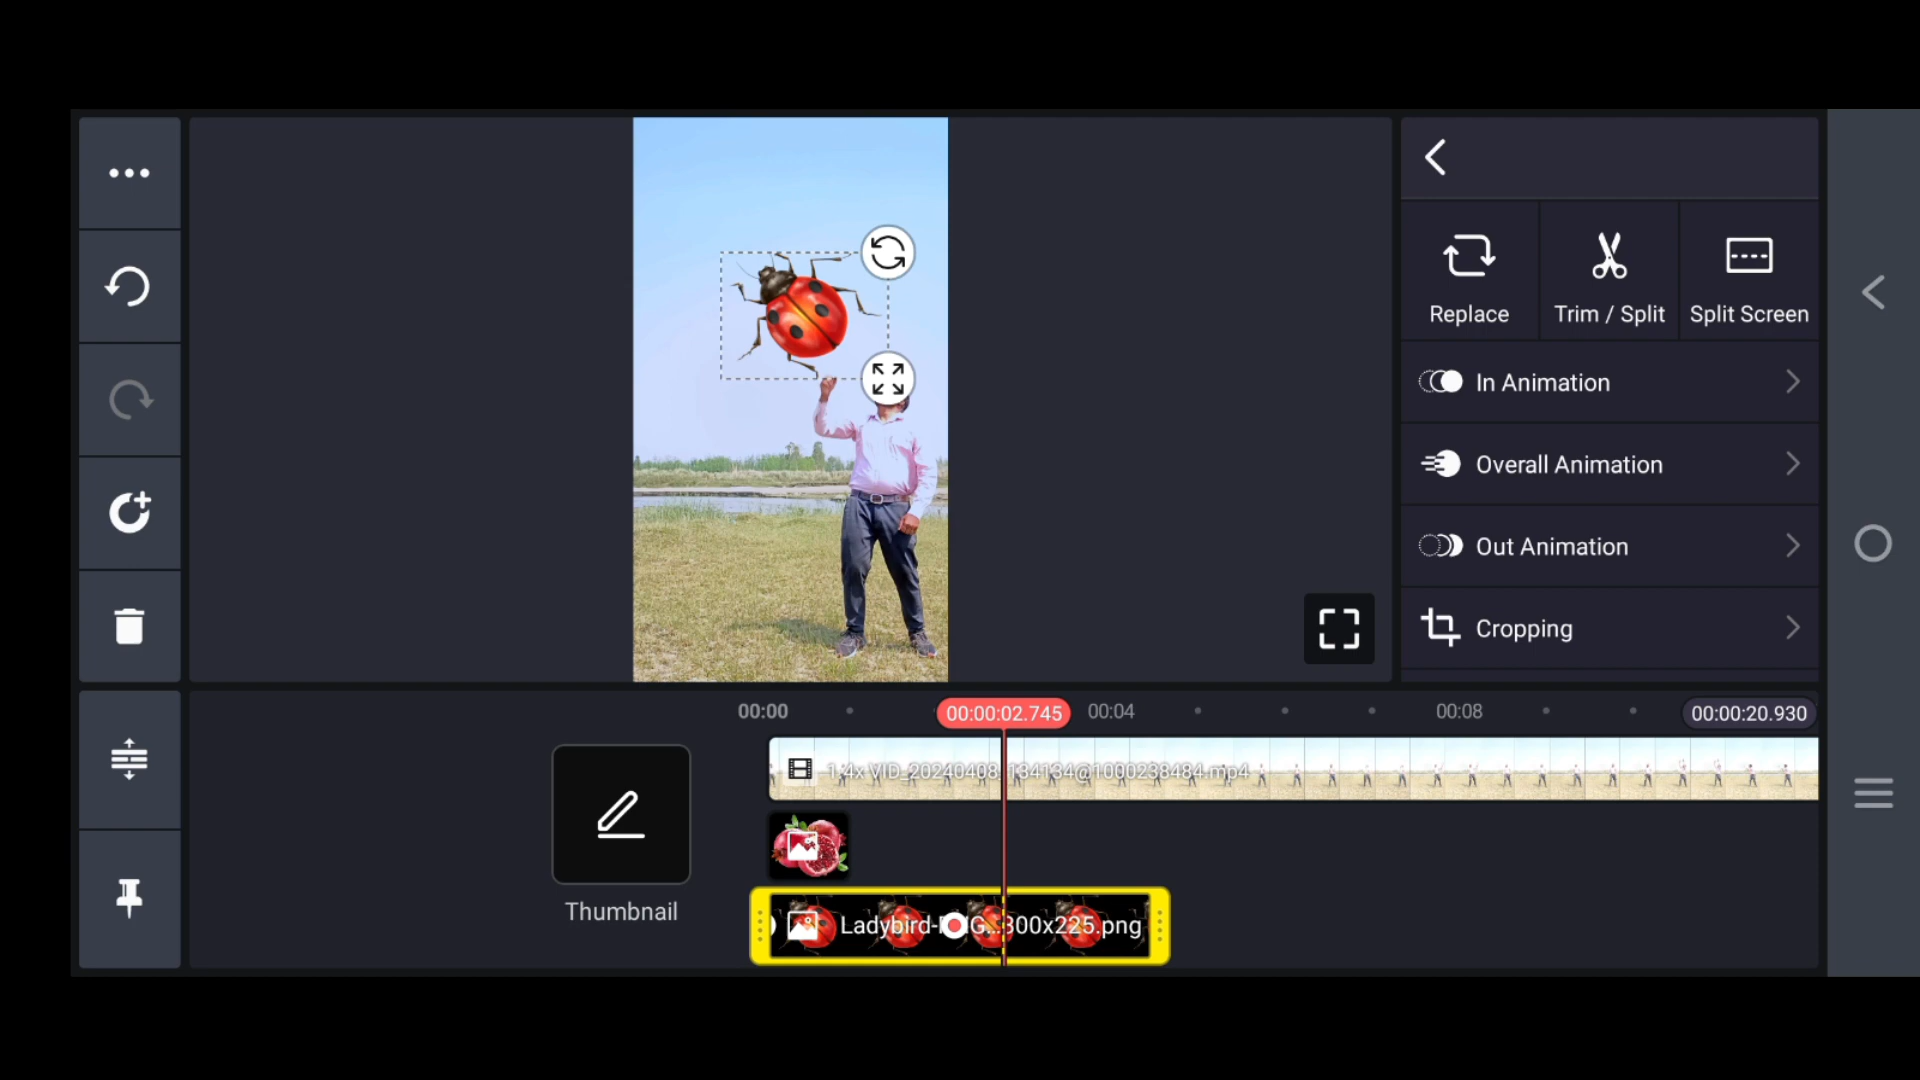 Replace
Trim / Split
Split Screen
In Animation
Overall Animation
Out Animation
Cropping
00:00
00:00:02.745
00:04
00:08
00:00:20.930
1.4x VID_20240408_134134@1000238484.mp4
Thumbnail
Ladybird-PNG...300x225.png